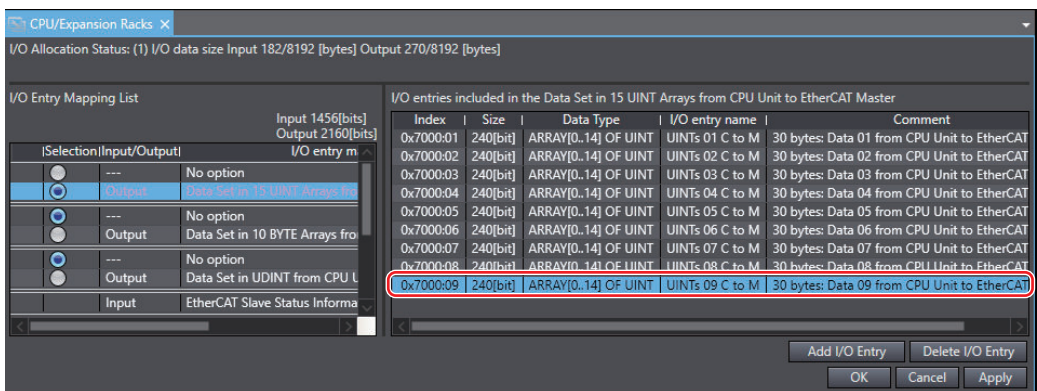 CPU/Expansion Racks ×
I/O Allocation Status: (1) I/O data size Input 182/8192 [bytes] Output 270/8192 [bytes]
I/O Entry Mapping List
Input 1456[bits]
Output 2160[bits]
|Selection|Input/Output| I/O entry m
--- No option
Output Data Set in 15 UINT Arrays fro
--- No option
Output Data Set in 10 BYTE Arrays fro
--- No option
Output Data Set in UDINT from CPU U
Input EtherCAT Slave Status Informa
I/O entries included in the Data Set in 15 UINT Arrays from CPU Unit to EtherCAT Master
Index | Size | Data Type | I/O entry name | Comment
0x7000:01 240[bit] ARRAY[0..14] OF UINT UINTs 01 C to M 30 bytes: Data 01 from CPU Unit to EtherCAT
0x7000:02 240[bit] ARRAY[0..14] OF UINT UINTs 02 C to M 30 bytes: Data 02 from CPU Unit to EtherCAT
0x7000:03 240[bit] ARRAY[0..14] OF UINT UINTs 03 C to M 30 bytes: Data 03 from CPU Unit to EtherCAT
0x7000:04 240[bit] ARRAY[0..14] OF UINT UINTs 04 C to M 30 bytes: Data 04 from CPU Unit to EtherCAT
0x7000:05 240[bit] ARRAY[0..14] OF UINT UINTs 05 C to M 30 bytes: Data 05 from CPU Unit to EtherCAT
0x7000:06 240[bit] ARRAY[0..14] OF UINT UINTs 06 C to M 30 bytes: Data 06 from CPU Unit to EtherCAT
0x7000:07 240[bit] ARRAY[0..14] OF UINT UINTs 07 C to M 30 bytes: Data 07 from CPU Unit to EtherCAT
0x7000:08 240[bit] ARRAY[0..14] OF UINT UINTs 08 C to M 30 bytes: Data 08 from CPU Unit to EtherCAT
0x7000:09 240[bit] ARRAY[0..14] OF UINT UINTs 09 C to M 30 bytes: Data 09 from CPU Unit to EtherCAT
Add I/O Entry Delete I/O Entry
OK Cancel Apply